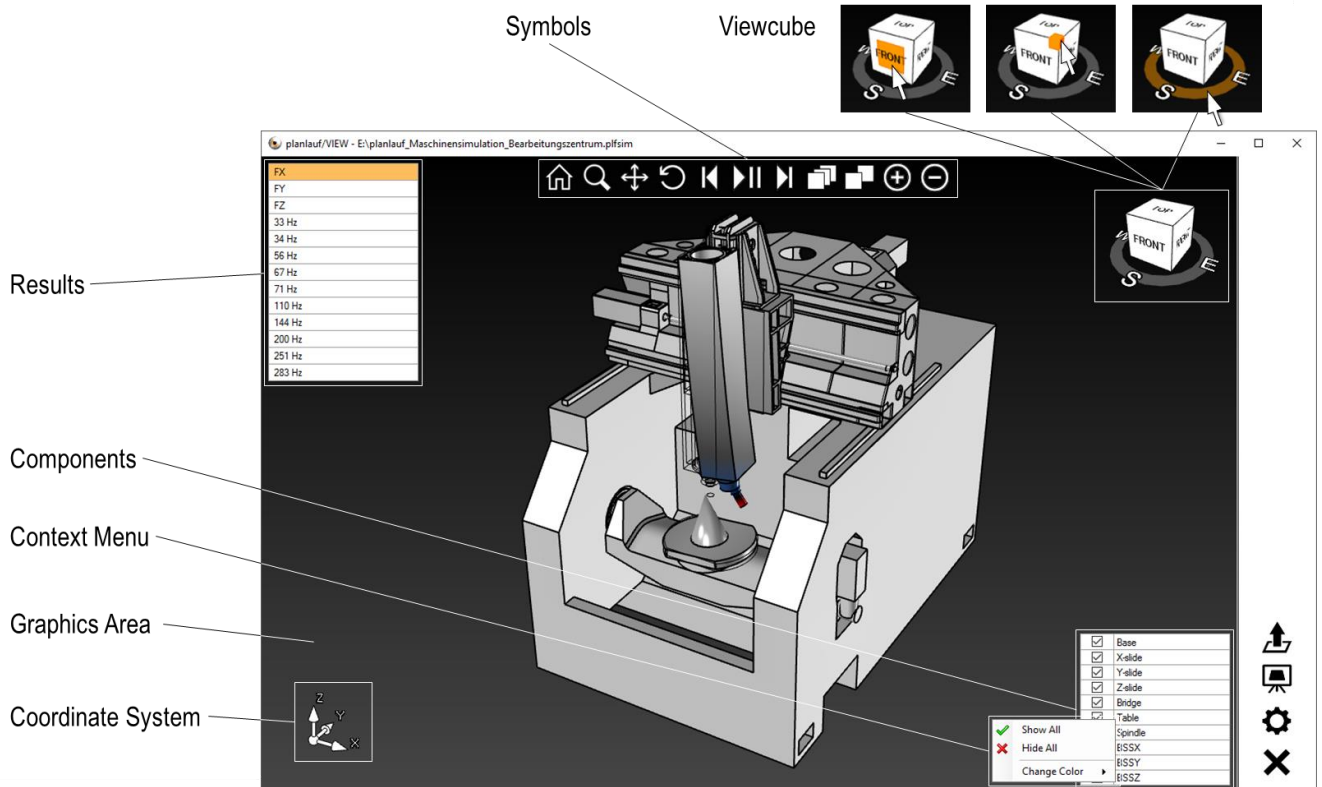 Symbols
Viewcube
TOP
FRONT
S
E
TOP
FRONT
S
E
TOP
FRONT
S
E
planlauf/VIEW - E:\planlauf_Maschinensimulation_Bearbeitungszentrum.plfsim
FX
FY
FZ
33 Hz
34 Hz
56 Hz
67 Hz
71 Hz
110 Hz
144 Hz
200 Hz
251 Hz
283 Hz
TOP
FRONT
S
E
Results
Components
Context Menu
Graphics Area
Coordinate System
Z
Y
X
Base
X-slide
Y-slide
Z-slide
Bridge
Table
Spindle
BSSX
BSSY
BSSZ
Show All
Hide All
Change Color